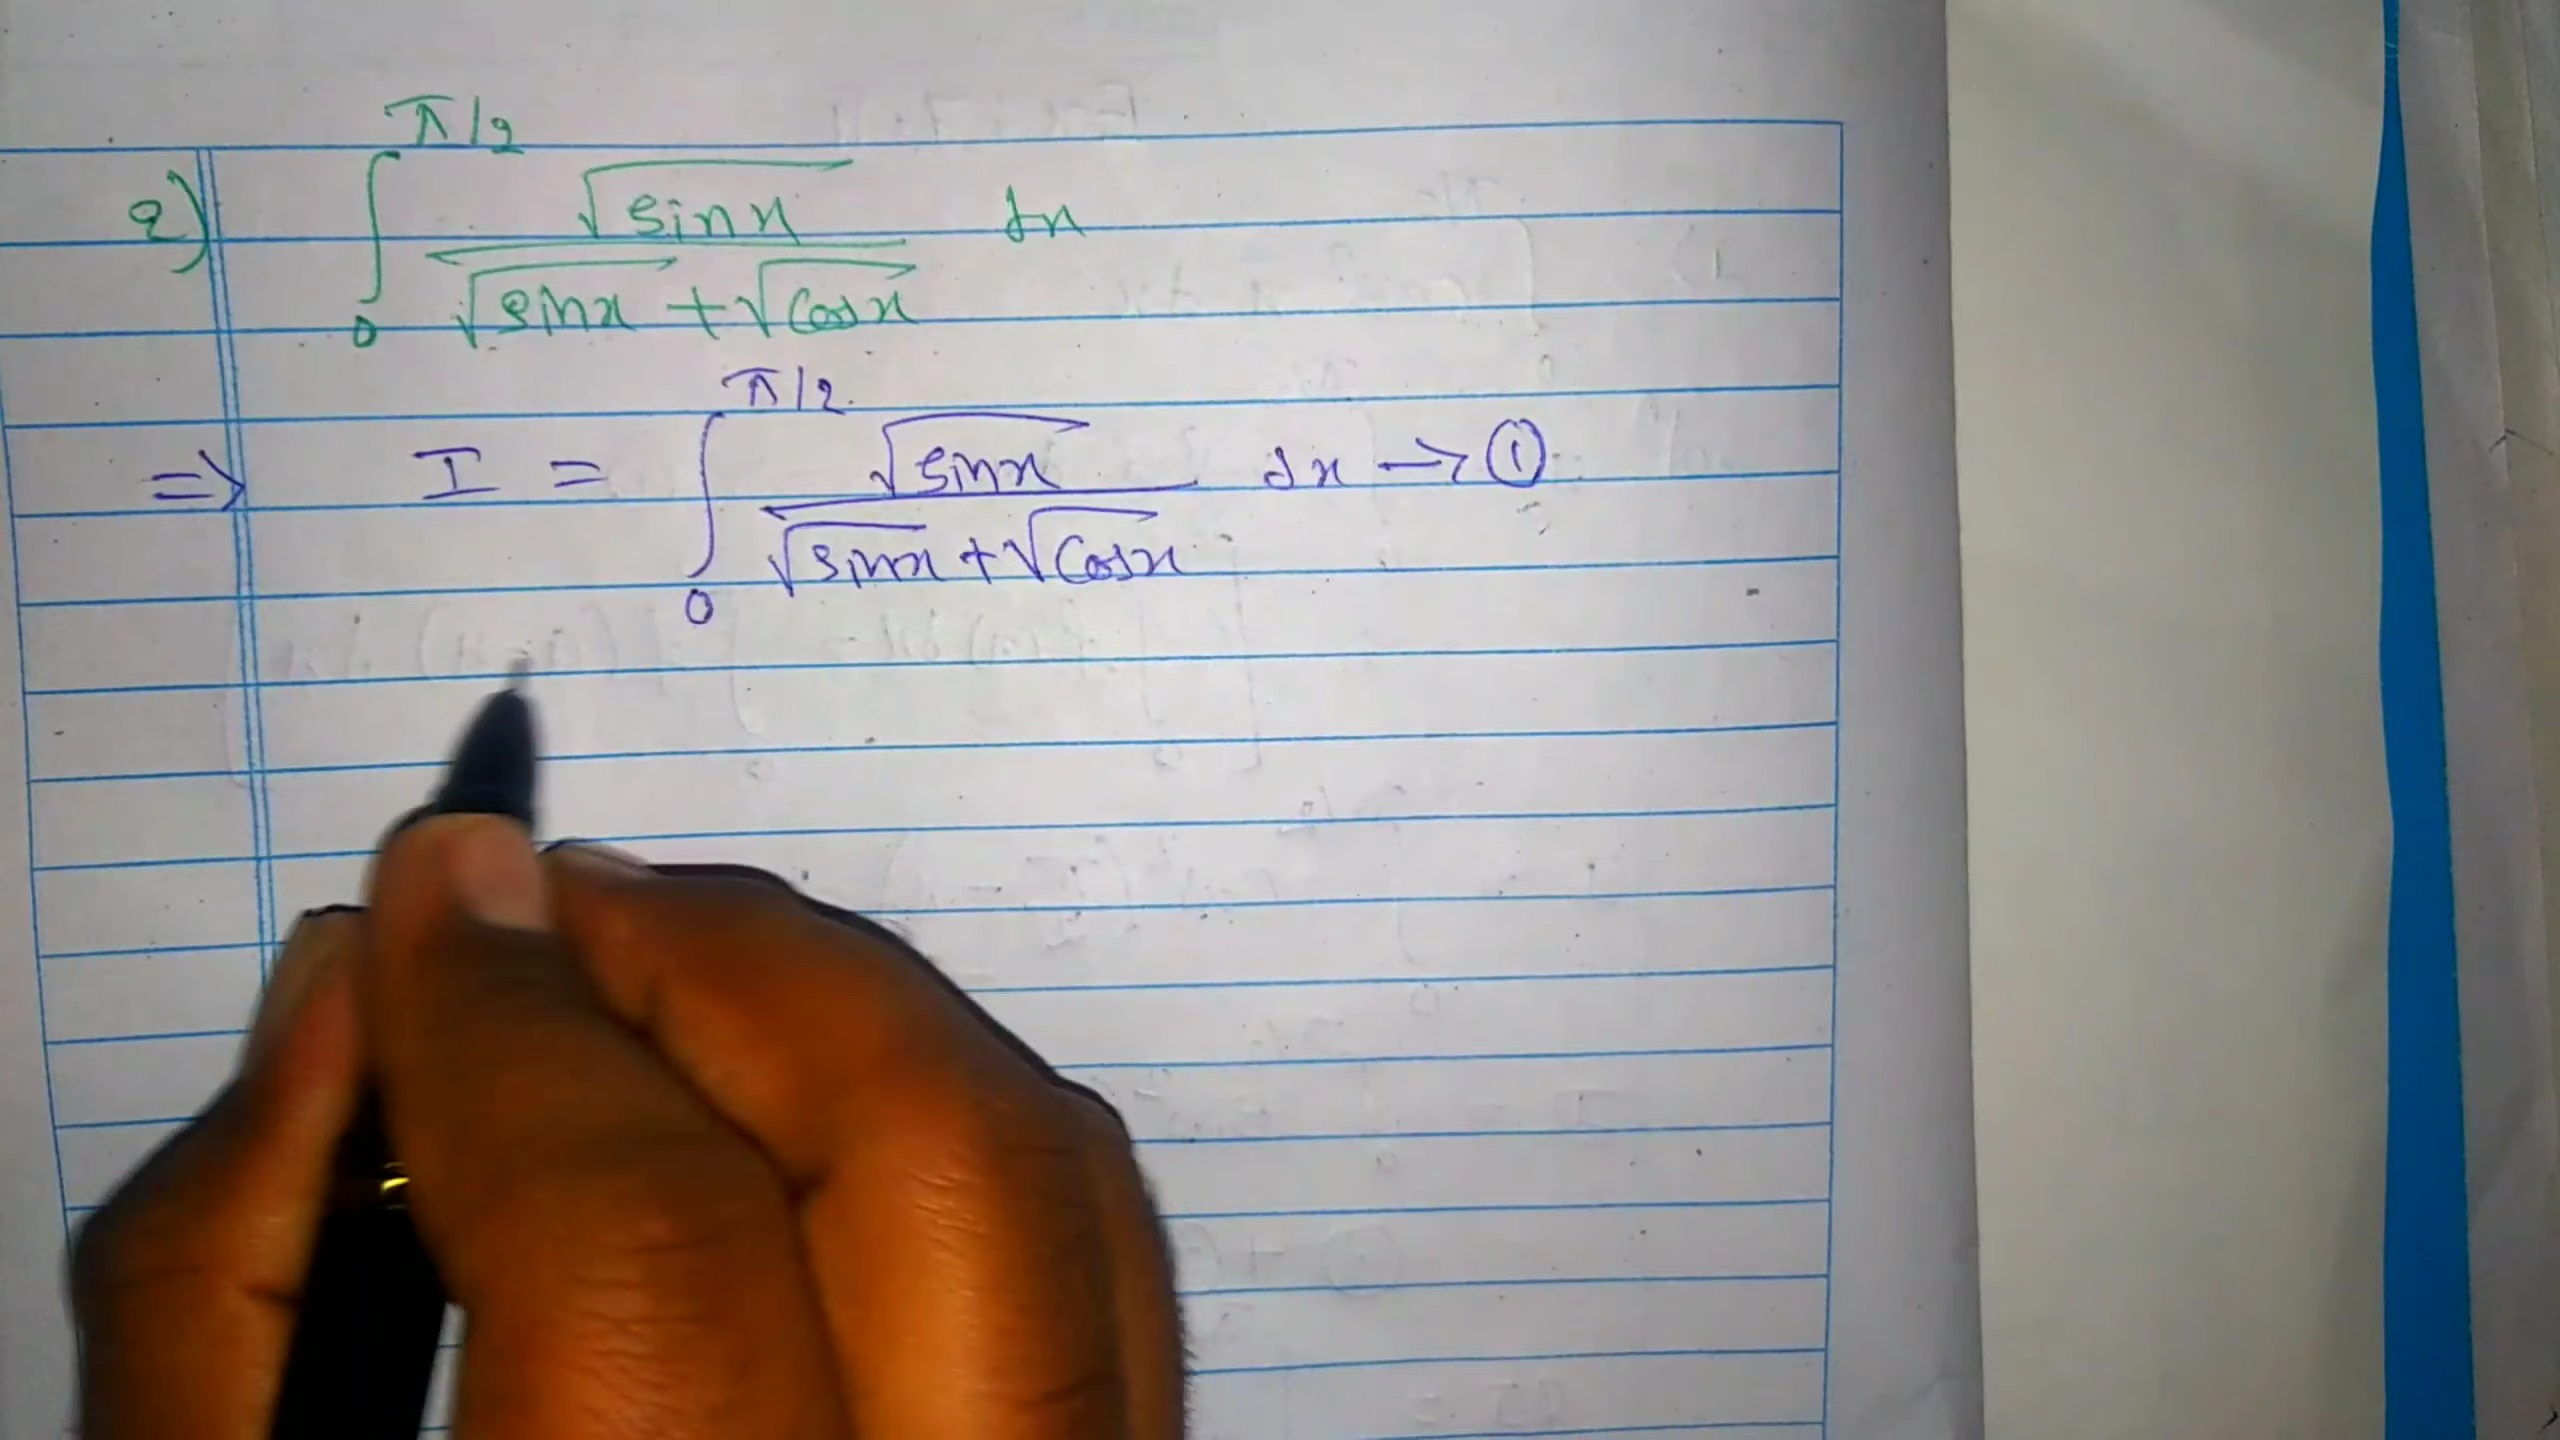 2) ∫₀^π/2 √sinx / (√sinx + √cosx) dx
=> I = ∫₀^π/2 √sinx / (√sinx + √cosx) dx → ①